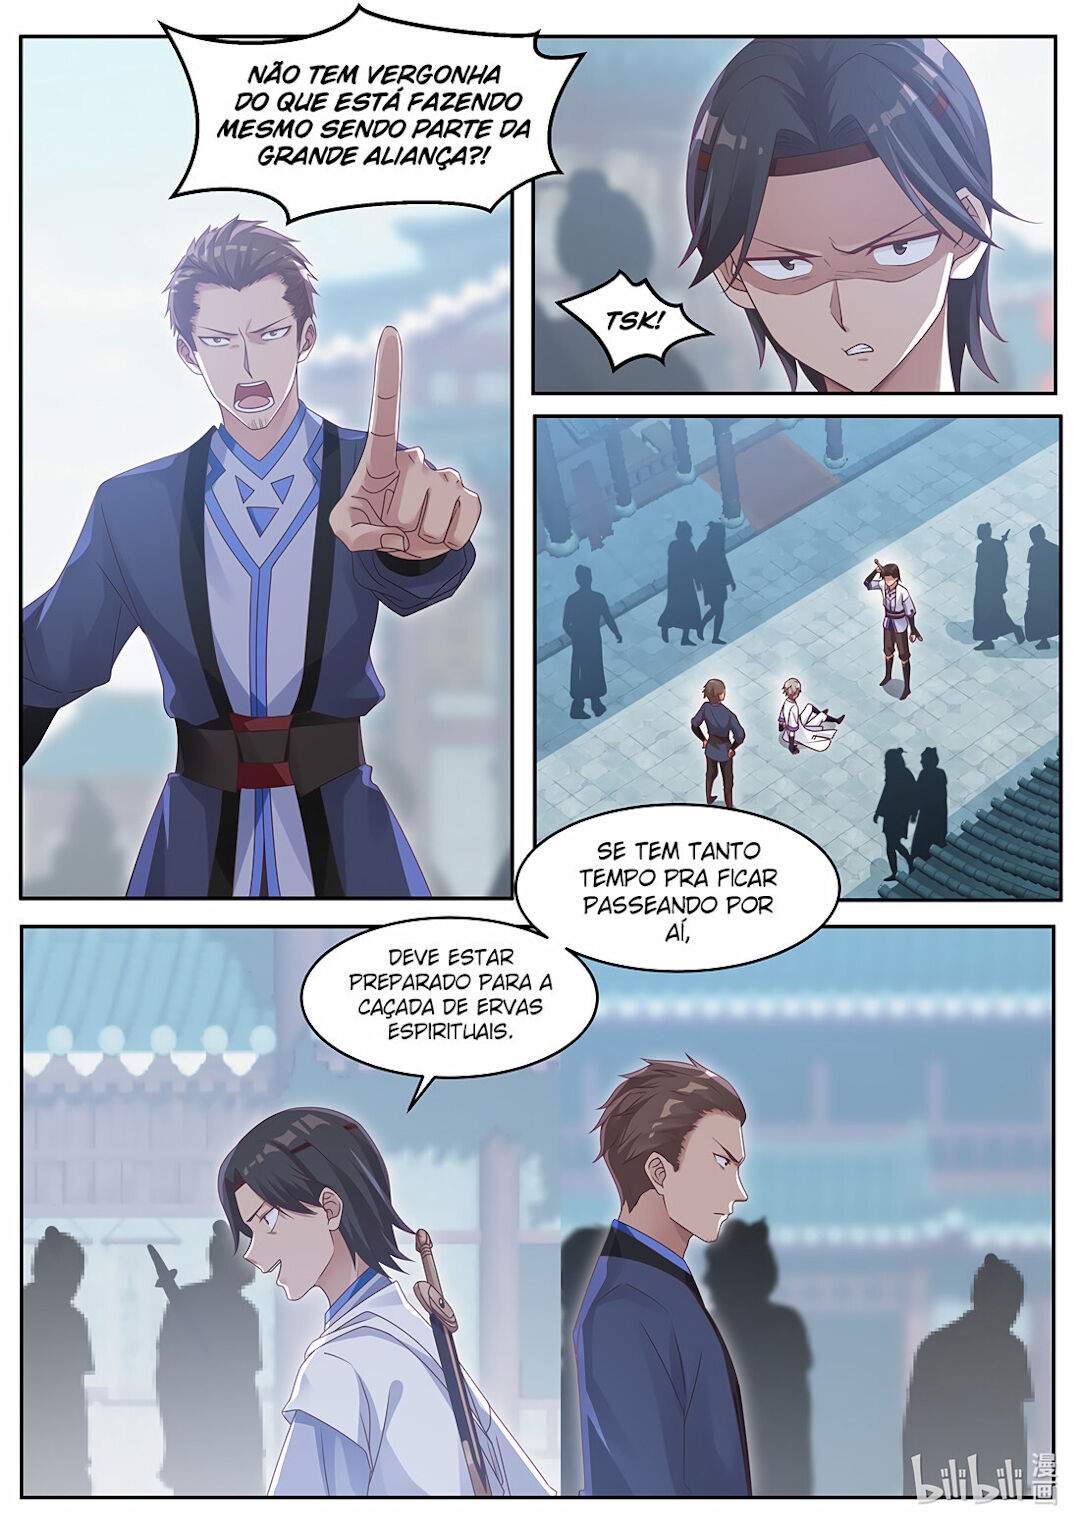 NÃO TEM VERGONHA
DO QUE ESTÁ FAZENDO
MESMO SENDO PARTE DA
GRANDE ALIANÇA?!
TSK!
SE TEM TANTO
TEMPO PRA FICAR
PASSEANDO POR
AÍ,
DEVE ESTAR
PREPARADO PARA A
CAÇADA DE ERVAS
ESPIRITUAIS.
bilibili 漫画